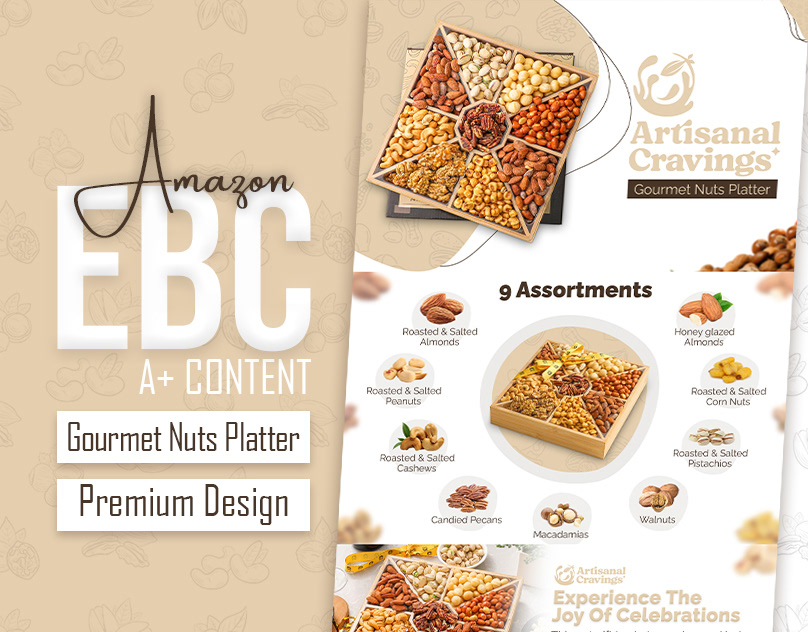 Amazon
EBC
A+ CONTENT
Gourmet Nuts Platter
Premium Design
Artisanal
Cravings
Gourmet Nuts Platter
9 Assortments
Roasted & Salted
Almonds
Honey glazed
Almonds
Roasted & Salted
Peanuts
Roasted & Salted
Corn Nuts
Roasted & Salted
Cashews
Roasted & Salted
Pistachios
Candied Pecans
Macadamias
Walnuts
Artisanal
Cravings
Experience The
Joy Of Celebrations